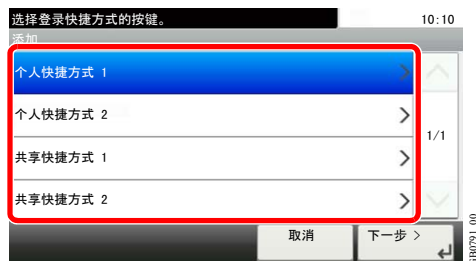 选择登录快捷方式的按键。 10:10
添加
个人快捷方式 1
个人快捷方式 2
1/1
共享快捷方式 1
共享快捷方式 2
取消 下一步 >